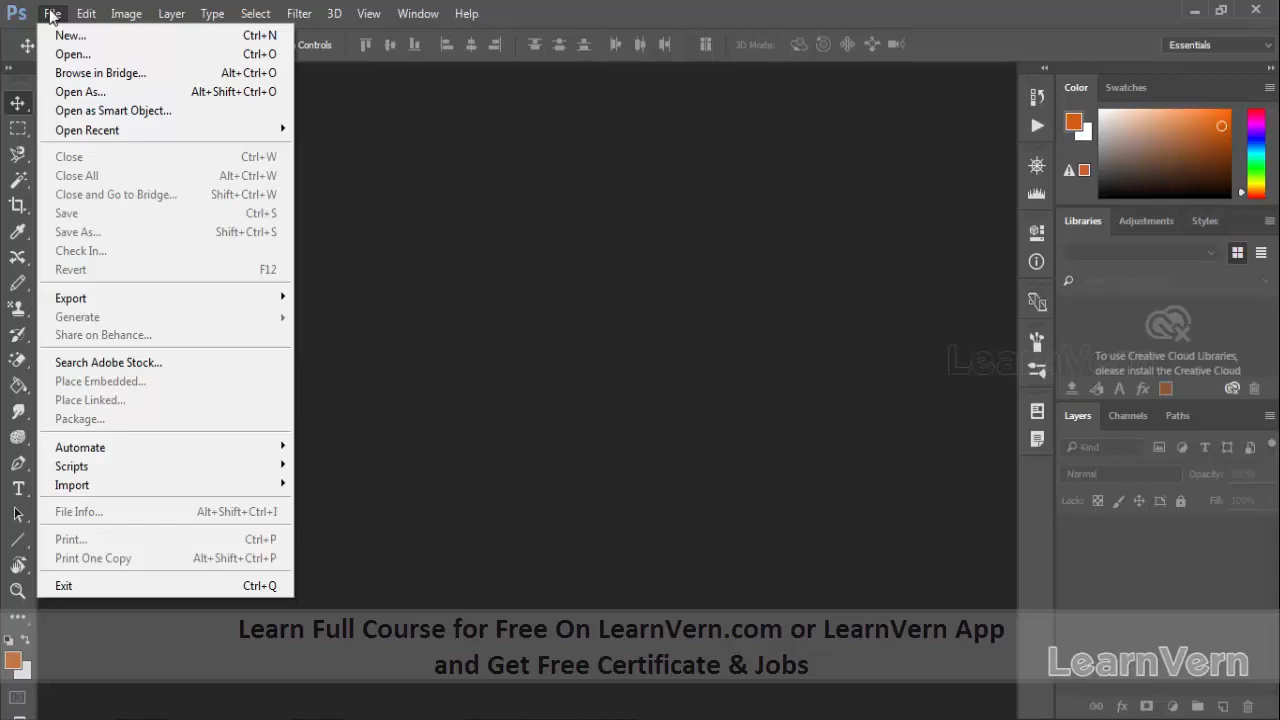 Ps File Edit Image Layer Type Select Filter 3D View Window Help
Controls 3D Mode: Essentials
New... Ctrl+N
Open... Ctrl+O
Browse in Bridge... Alt+Ctrl+O
Open As... Alt+Shift+Ctrl+O
Open as Smart Object...
Open Recent
Close Ctrl+W
Close All Alt+Ctrl+W
Close and Go to Bridge... Shift+Ctrl+W
Save Ctrl+S
Save As... Shift+Ctrl+S
Check In...
Revert F12
Export
Generate
Share on Behance...
Search Adobe Stock...
Place Embedded...
Place Linked...
Package...
Automate
Scripts
Import
File Info... Alt+Shift+Ctrl+I
Print... Ctrl+P
Print One Copy Alt+Shift+Ctrl+P
Exit Ctrl+Q
Color Swatches
Libraries Adjustments Styles
To use Creative Cloud Libraries,
please install the Creative Cloud
Layers Channels Paths
Kind
Normal Opacity: 100%
Lock: Fill: 100%
Learn Full Course for Free On LearnVern.com or LearnVern App
and Get Free Certificate & Jobs
LearnVern